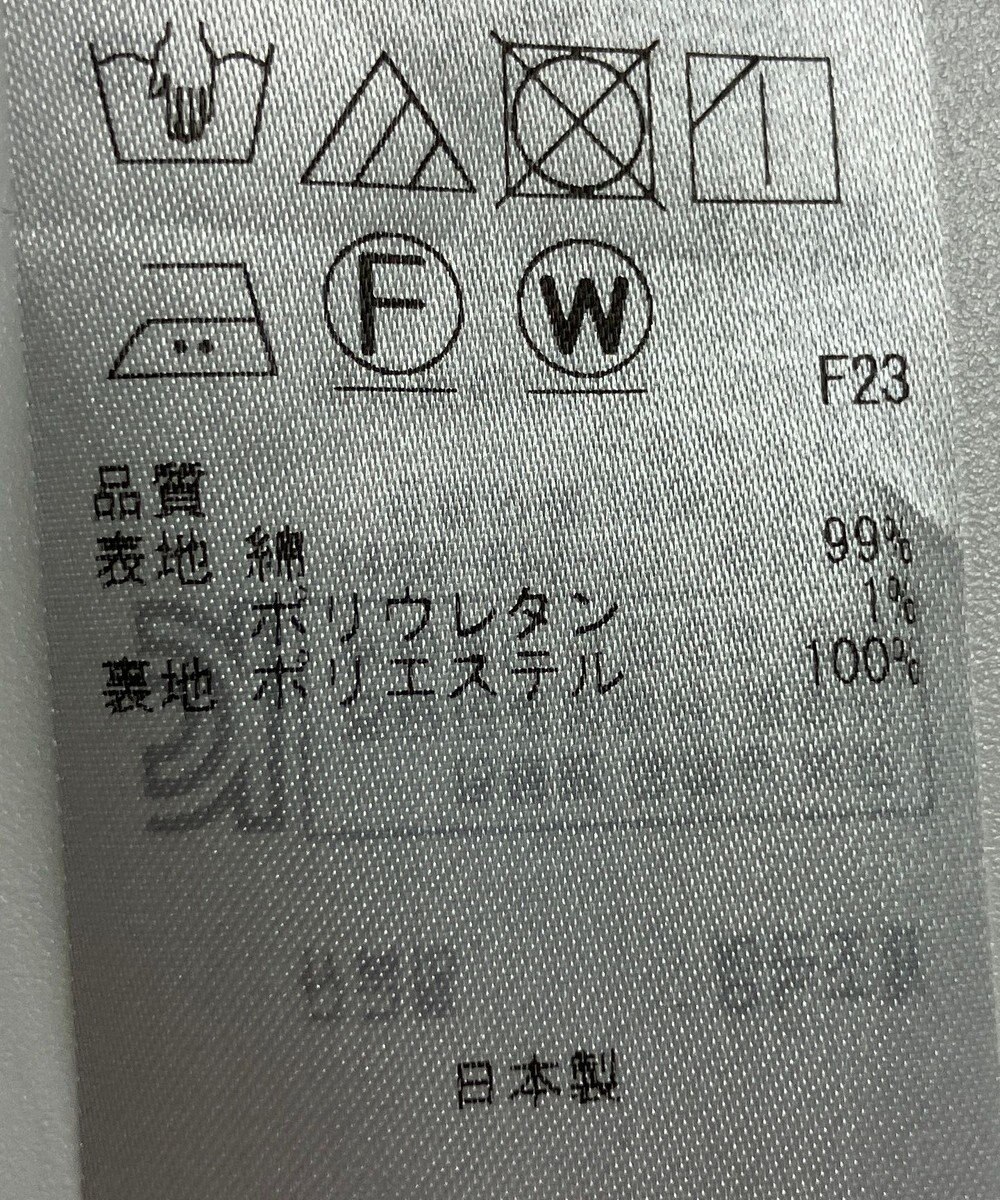 F W
F23
品質
表地 綿 99%
ポリウレタン 1%
裏地 ポリエステル 100%
日本製